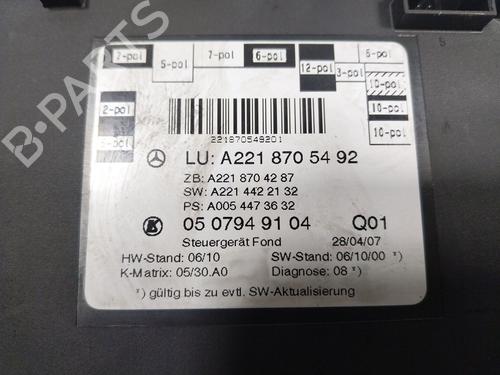 2-pol
5-pol
7-pol
6-pol
12-pol
3-pol
10-pol
10-pol
10-pol
2-pol
221870549201
LU: A221 870 54 92
ZB: A221 870 42 87
SW: A221 442 21 32
PS: A005 447 36 32
05 0794 91 04 Q01
Steuergerät Fond 28/04/07
HW-Stand: 06/10 SW-Stand: 06/10/00 *)
K-Matrix: 05/30.A0 Diagnose: 08 *)
*) gültig bis zu evtl. SW-Aktualisierung
B-PARTS